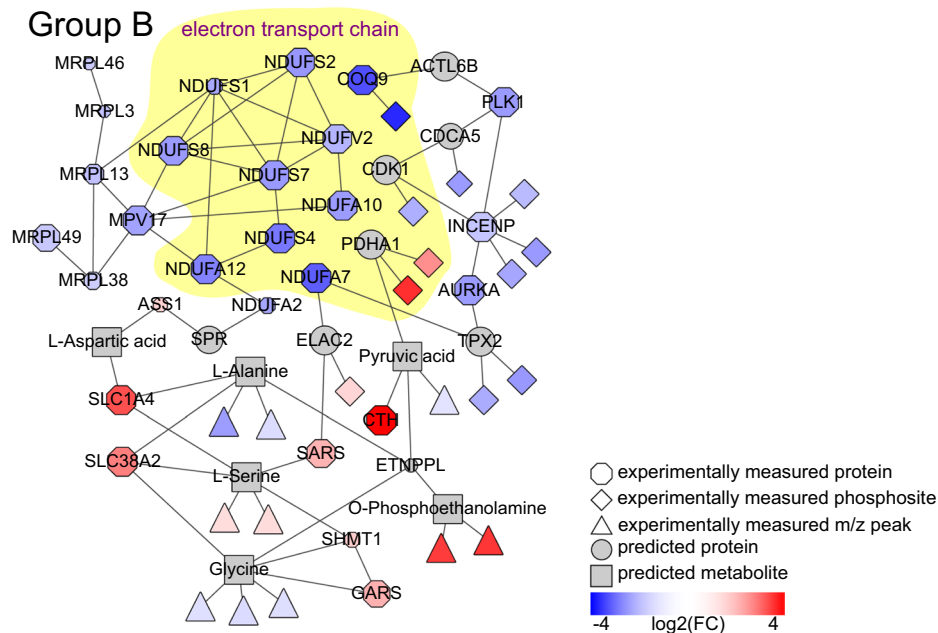 Group B
electron transport chain
MRPL46
NDUFS2
ACTL6B
NDUFS1
COQ9
MRPL3
PLK1
NDUFV2
CDCA5
NDUFS8
MRPL13
NDUFS7
CDK1
NDUFA10
MPV17
INCENP
MRPL49
NDUFS4
PDHA1
NDUFA12
NDUFA7
MRPL38
AURKA
ASS1
NDUFA2
L-Aspartic acid
SPR
ELAC2
Pyruvic acid
TPX2
L-Alanine
SLC1A4
CTH
SLC38A2
SARS
ETNPPL
L-Serine
O-Phosphoethanolamine
SHMT1
Glycine
GARS
experimentally measured protein
experimentally measured phosphosite
experimentally measured m/z peak
predicted protein
predicted metabolite
-4 log2(FC) 4